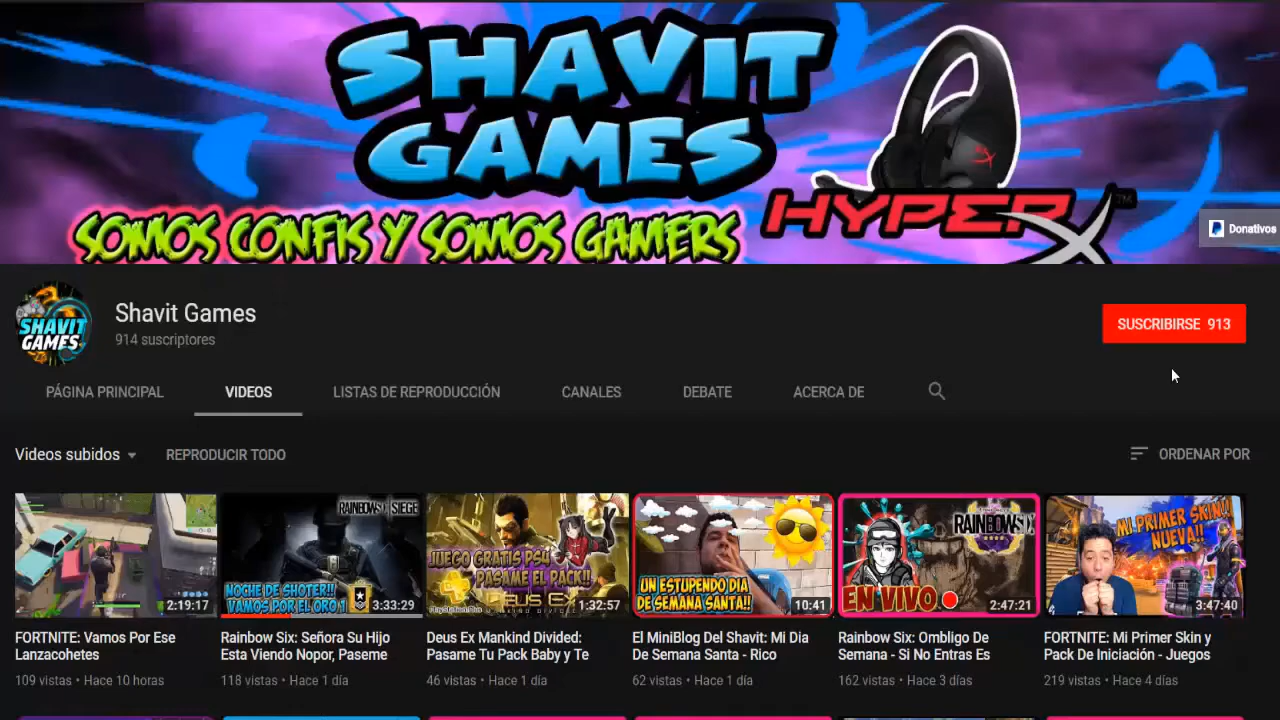 SHAVIT
GAMES
SOMOS CONFIS Y SOMOS GAMERS
HYPERX™
Donativos
SHAVIT
GAMES
Shavit Games
914 suscriptores
SUSCRIBIRSE 913
PÁGINA PRINCIPAL VIDEOS LISTAS DE REPRODUCCIÓN CANALES DEBATE ACERCA DE
Videos subidos REPRODUCIR TODO ORDENAR POR
2:19:17
RAINBOW SIX SIEGE
NOCHE DE SHOTER!!
VAMOS POR EL ORO 1
3:33:29
JUEGO GRATIS PS4
PASAME EL PACK!!
DEUS EX
1:32:57
UN ESTUPENDO DIA
DE SEMANA SANTA!!
10:41
EN VIVO
2:47:21
MI PRIMER SKIN!!
NUEVA!!
3:47:40
FORTNITE: Vamos Por Ese
Lanzacohetes
109 vistas • Hace 10 horas
Rainbow Six: Señora Su Hijo
Esta Viendo Nopor, Paseme
118 vistas • Hace 1 día
Deus Ex Mankind Divided:
Pasame Tu Pack Baby y Te
46 vistas • Hace 1 día
El MiniBlog Del Shavit: Mi Dia
De Semana Santa - Rico
62 vistas • Hace 1 día
Rainbow Six: Ombligo De
Semana - Si No Entras Es
162 vistas • Hace 3 días
FORTNITE: Mi Primer Skin y
Pack De Iniciación - Juegos
219 vistas • Hace 4 días